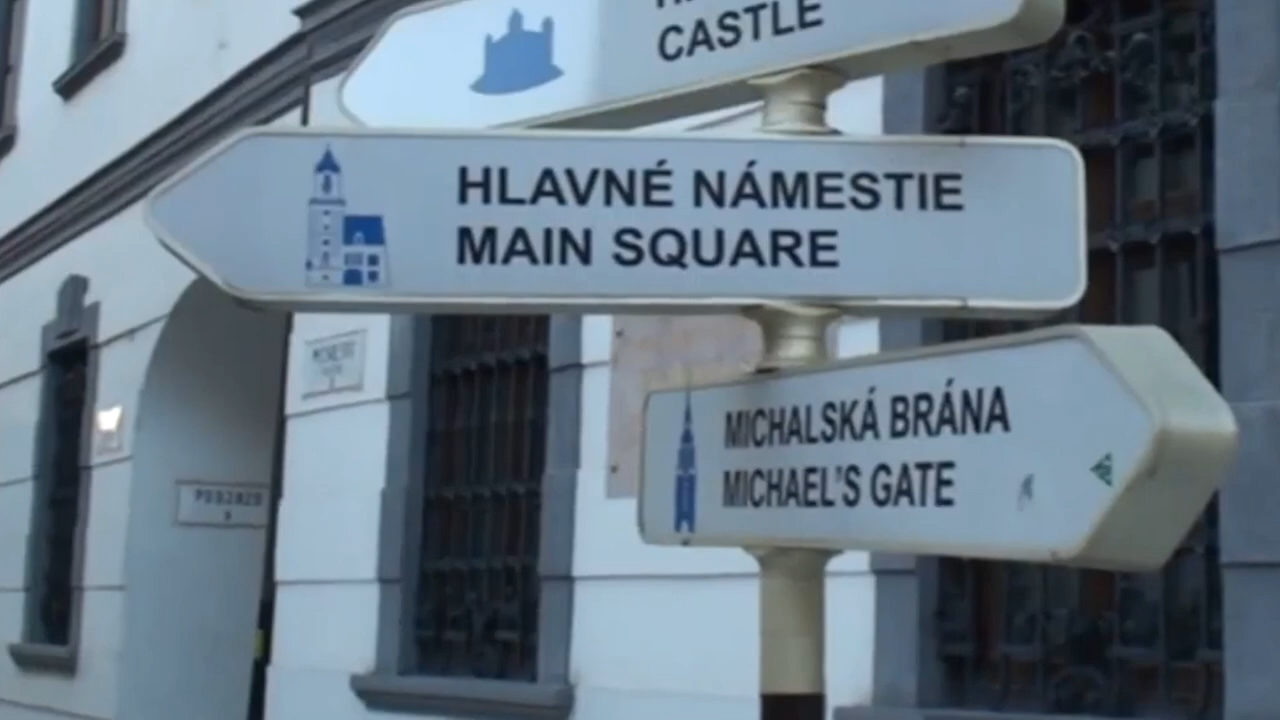 CASTLE
HLAVNÉ NÁMESTIE
MAIN SQUARE
MICHALSKÁ BRÁNA
MICHAEL'S GATE